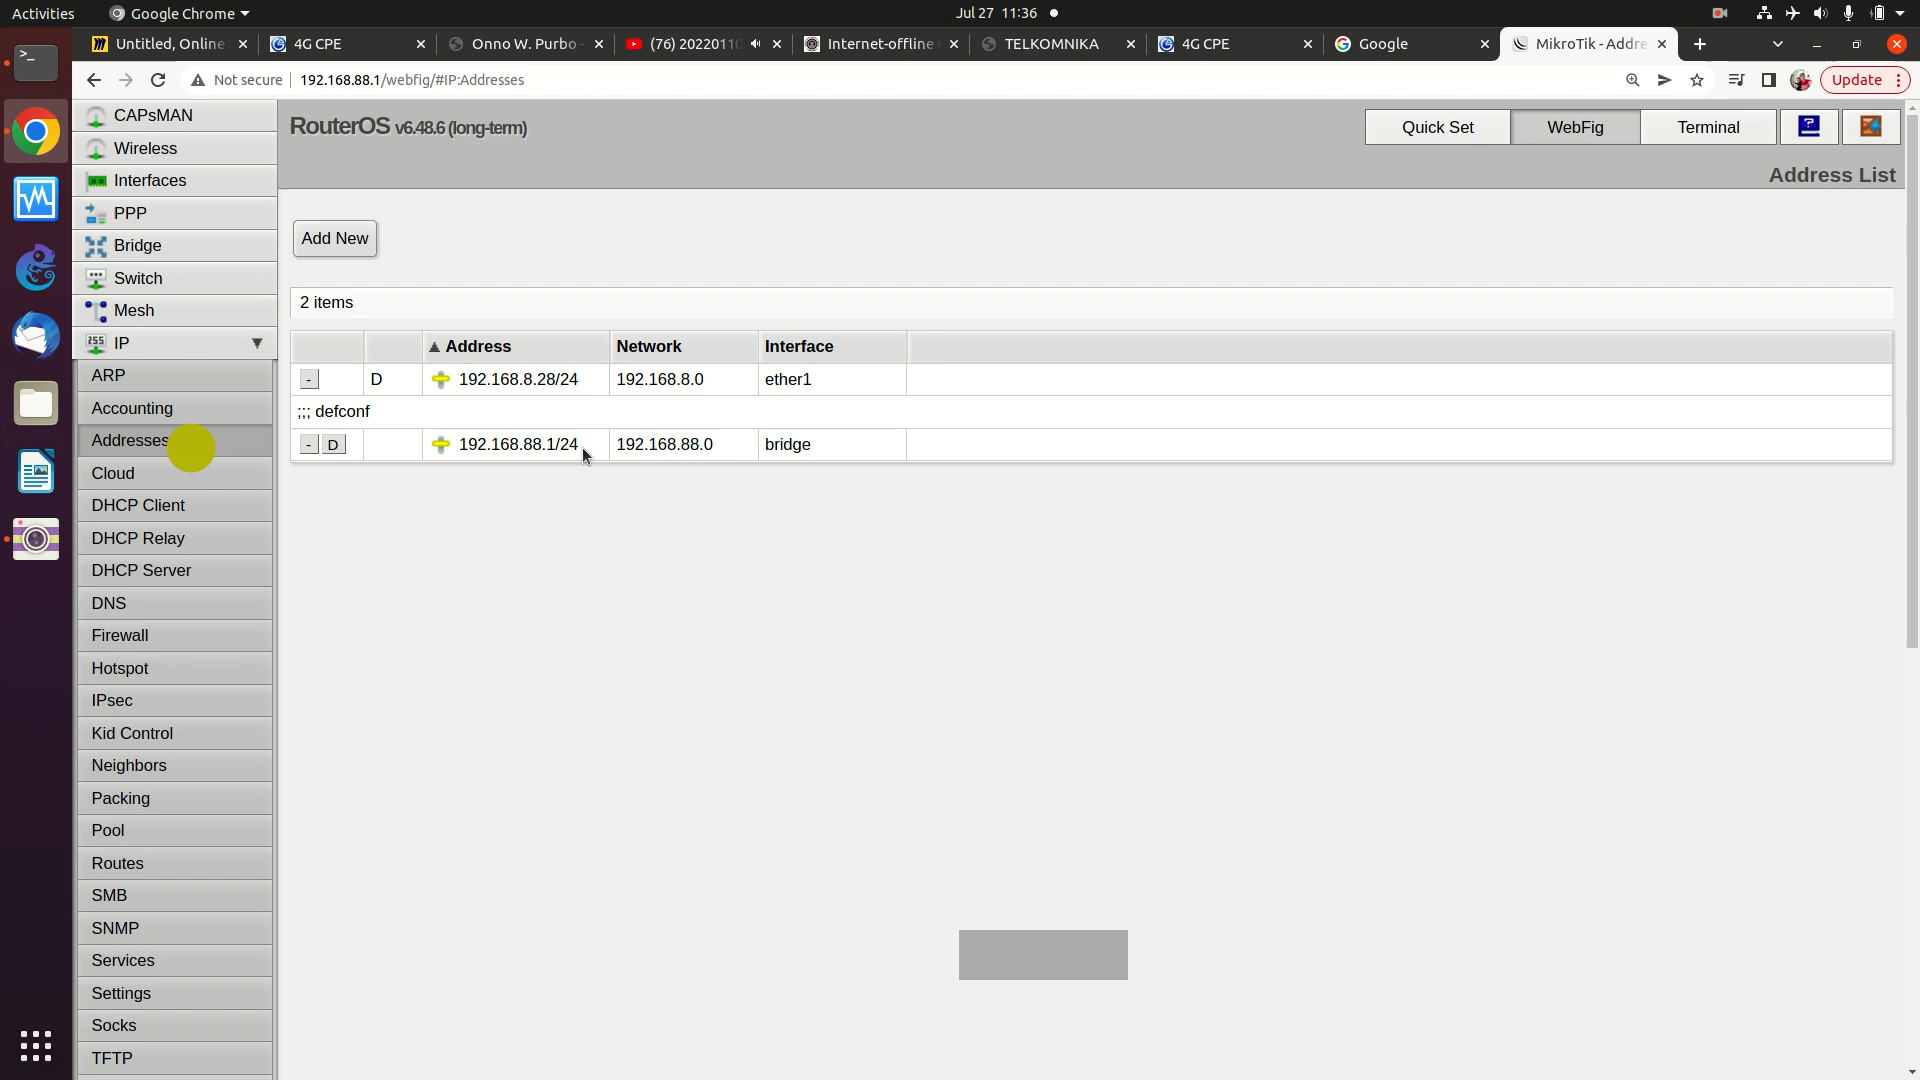 Activities
Google Chrome
Jul 27 11:36
Untitled, Online
4G CPE
Onno W. Purbo -
(76) 20220110
Internet-offline
TELKOMNIKA
4G CPE
Google
MikroTik - Addre
Not secure
192.168.88.1/webfig/#IP:Addresses
Update
CAPsMAN
Wireless
Interfaces
PPP
Bridge
Switch
Mesh
255
IP
ARP
Accounting
Addresses
Cloud
DHCP Client
DHCP Relay
DHCP Server
DNS
Firewall
Hotspot
IPsec
Kid Control
Neighbors
Packing
Pool
Routes
SMB
SNMP
Services
Settings
Socks
TFTP
RouterOS v6.48.6 (long-term)
Quick Set
WebFig
Terminal
Address List
Add New
2 items
Address Network Interface
- D 192.168.8.28/24 192.168.8.0 ether1
;;; defconf
- D 192.168.88.1/24 192.168.88.0 bridge